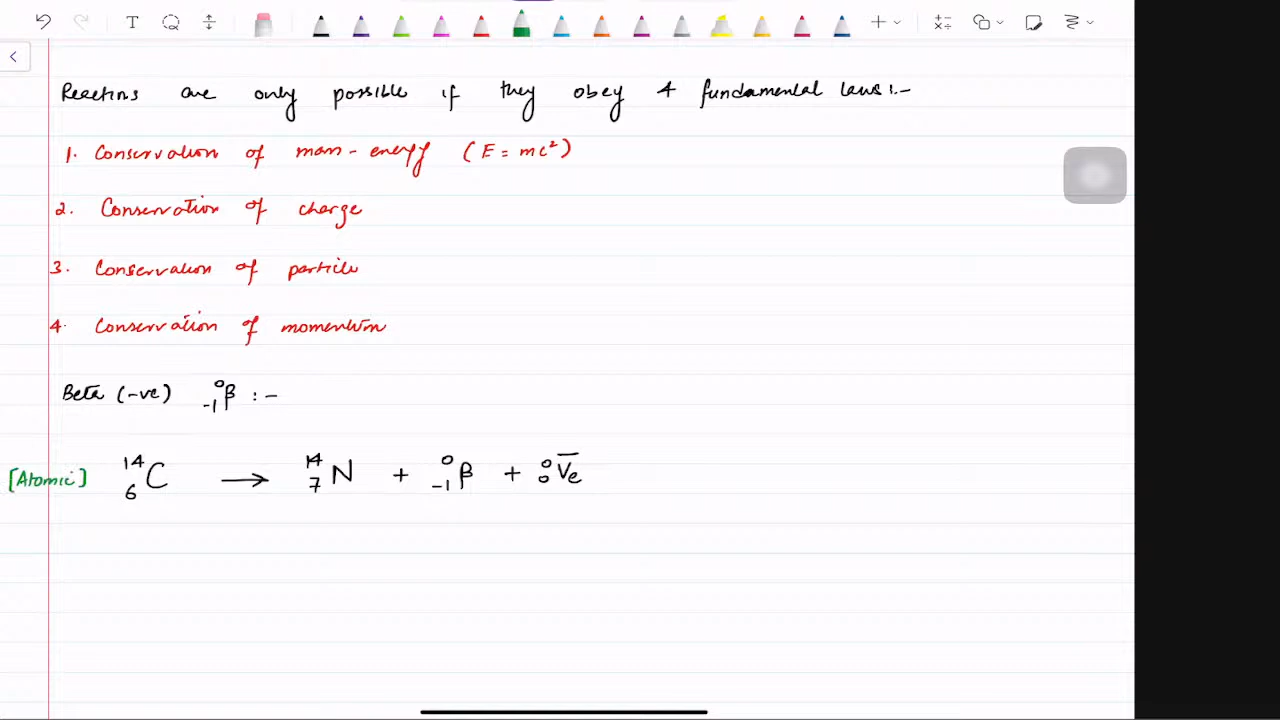 Reactions are only possible if they obey 4 fundamental laws :-
1. Conservation of mass - energy (E = mc²)
2. Conservation of charge
3. Conservation of particle
4. Conservation of momentum
Beta (-ve) ⁰₋₁β : -
[Atomic] ¹⁴₆C → ¹⁴₇N + ⁰₋₁β + ⁰₀V̅e